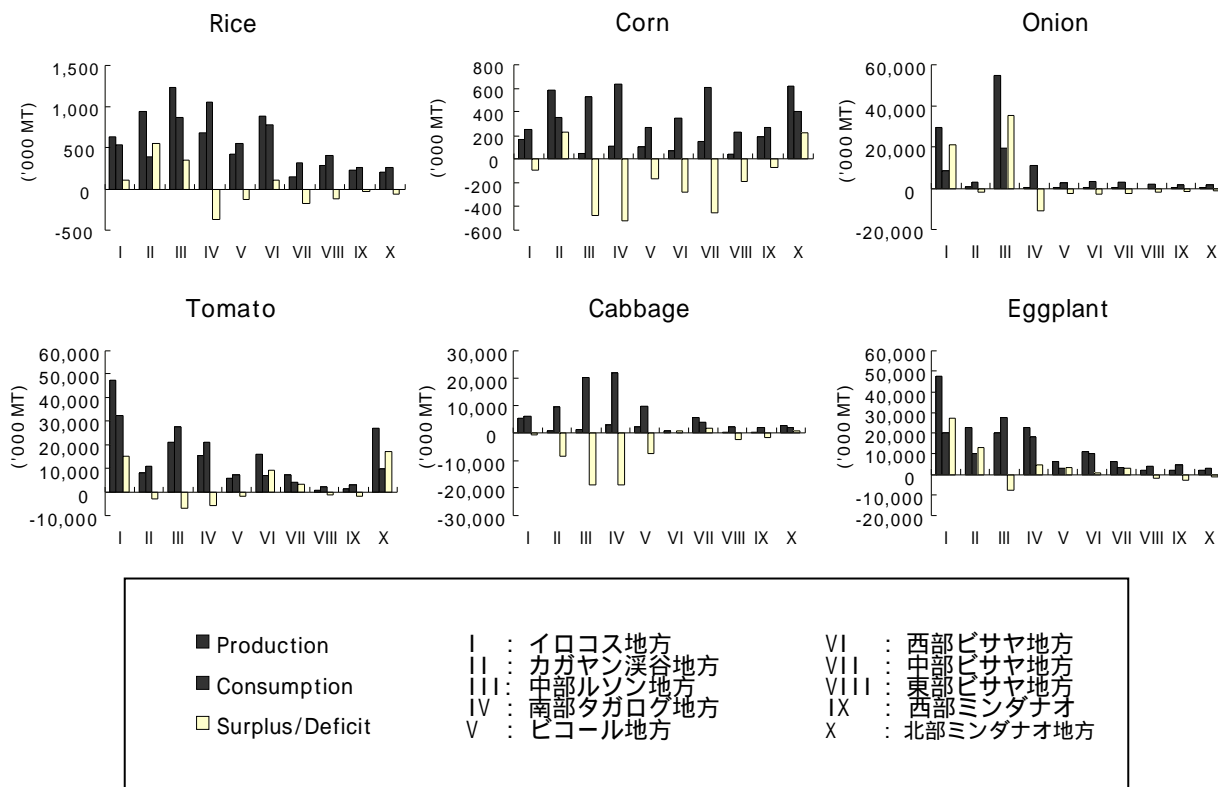 Rice
('000 MT)
1,500
1,000
500
0
-500
I II III IV V VI VII VIII IX X
Corn
('000 MT)
800
600
400
200
0
-200
-400
-600
I II III IV V VI VII VIII IX X
Onion
('000 MT)
60,000
40,000
20,000
0
-20,000
I II III IV V VI VII VIII IX X
Tomato
('000 MT)
60,000
50,000
40,000
30,000
20,000
10,000
0
-10,000
I II III IV V VI VII VIII IX X
Cabbage
('000 MT)
30,000
20,000
10,000
0
-10,000
-20,000
-30,000
I II III IV V VI VII VIII IX X
Eggplant
('000 MT)
60,000
50,000
40,000
30,000
20,000
10,000
0
-10,000
-20,000
I II III IV V VI VII VIII IX X
Production
Consumption
Surplus/Deficit
I : イロコス地方
II : カガヤン渓谷地方
III : 中部ルソン地方
IV : 南部タガログ地方
V : ビコール地方
VI : 西部ビサヤ地方
VII : 中部ビサヤ地方
VIII : 東部ビサヤ地方
IX : 西部ミンダナオ
X : 北部ミンダナオ地方